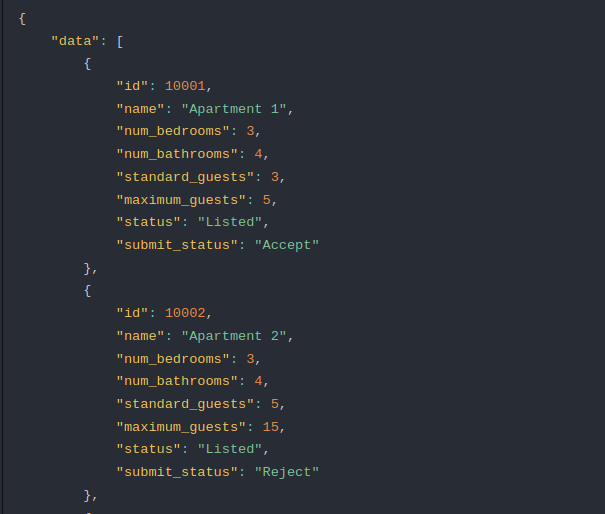 {
"data": [
{
"id": 10001,
"name": "Apartment 1",
"num_bedrooms": 3,
"num_bathrooms": 4,
"standard_guests": 3,
"maximum_guests": 5,
"status": "Listed",
"submit_status": "Accept"
},
{
"id": 10002,
"name": "Apartment 2",
"num_bedrooms": 3,
"num_bathrooms": 4,
"standard_guests": 5,
"maximum_guests": 15,
"status": "Listed",
"submit_status": "Reject"
},